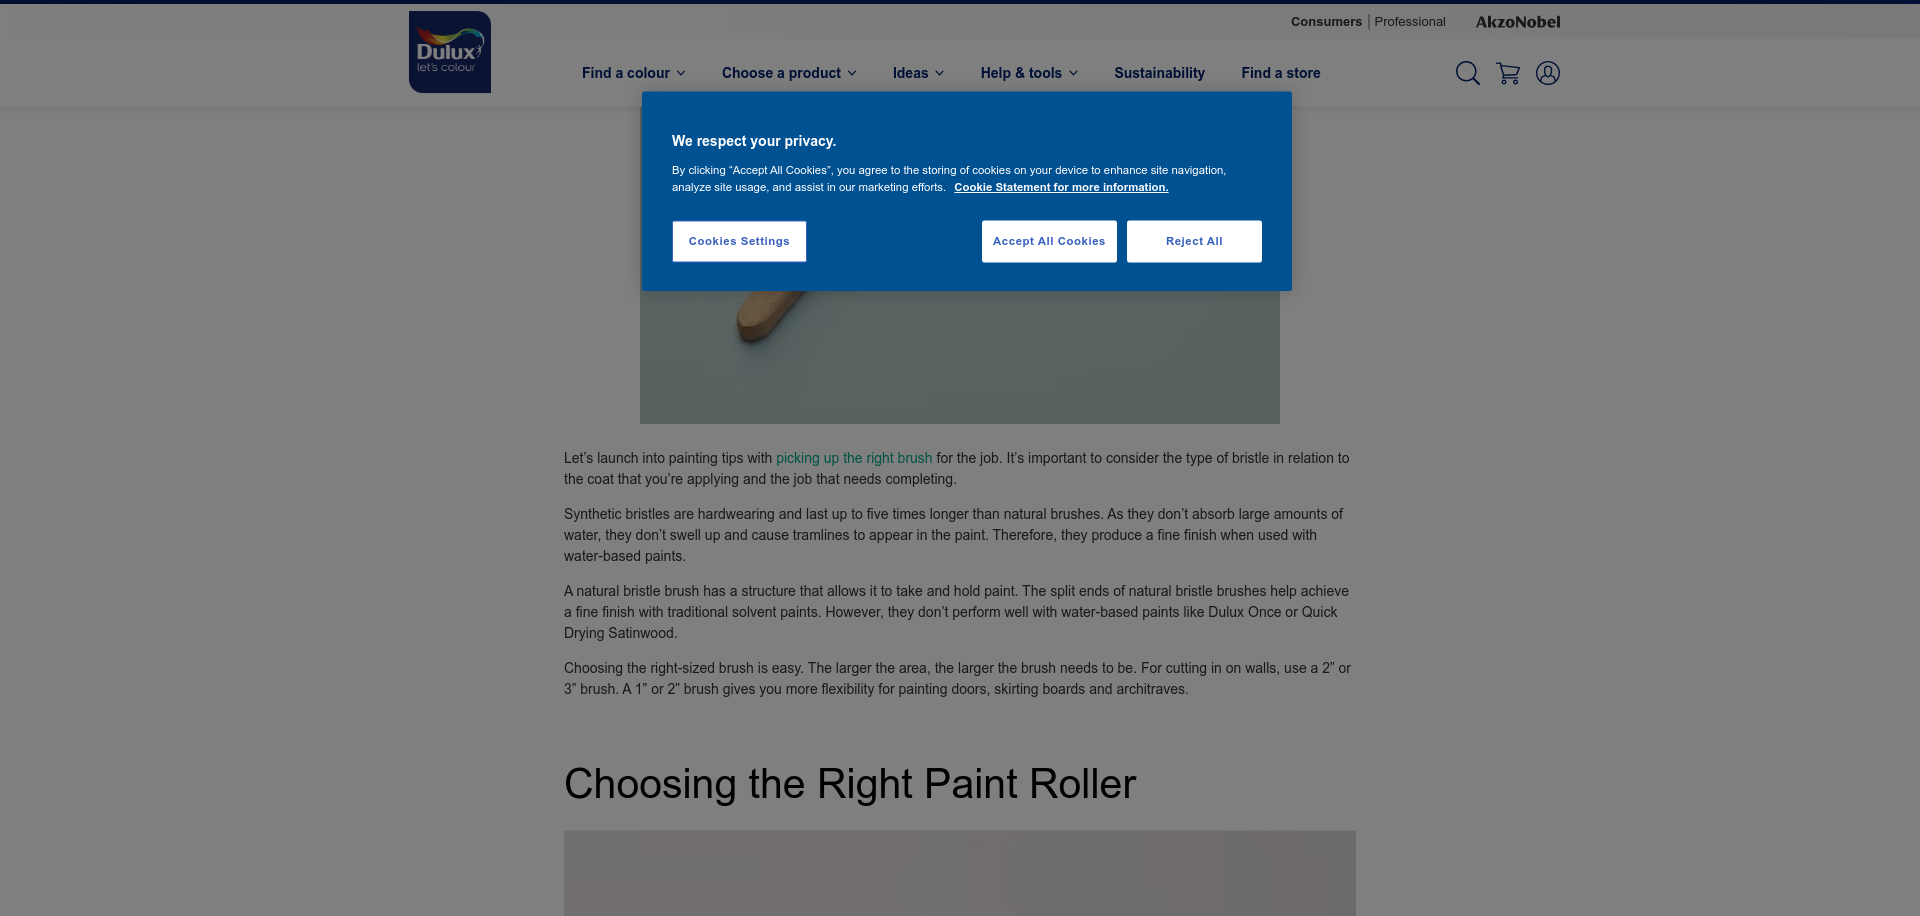 Consumers | Professional
AkzoNobel
Dulux
let's colour
Find a colour
Choose a product
Ideas
Help & tools
Sustainability
Find a store
We respect your privacy.
By clicking “Accept All Cookies”, you agree to the storing of cookies on your device to enhance site navigation,
analyze site usage, and assist in our marketing efforts. Cookie Statement for more information.
Cookies Settings
Accept All Cookies
Reject All
Let’s launch into painting tips with picking up the right brush for the job. It’s important to consider the type of bristle in relation to
the coat that you’re applying and the job that needs completing.
Synthetic bristles are hardwearing and last up to five times longer than natural brushes. As they don’t absorb large amounts of
water, they don’t swell up and cause tramlines to appear in the paint. Therefore, they produce a fine finish when used with
water-based paints.
A natural bristle brush has a structure that allows it to take and hold paint. The split ends of natural bristle brushes help achieve
a fine finish with traditional solvent paints. However, they don’t perform well with water-based paints like Dulux Once or Quick
Drying Satinwood.
Choosing the right-sized brush is easy. The larger the area, the larger the brush needs to be. For cutting in on walls, use a 2” or
3” brush. A 1” or 2” brush gives you more flexibility for painting doors, skirting boards and architraves.
Choosing the Right Paint Roller